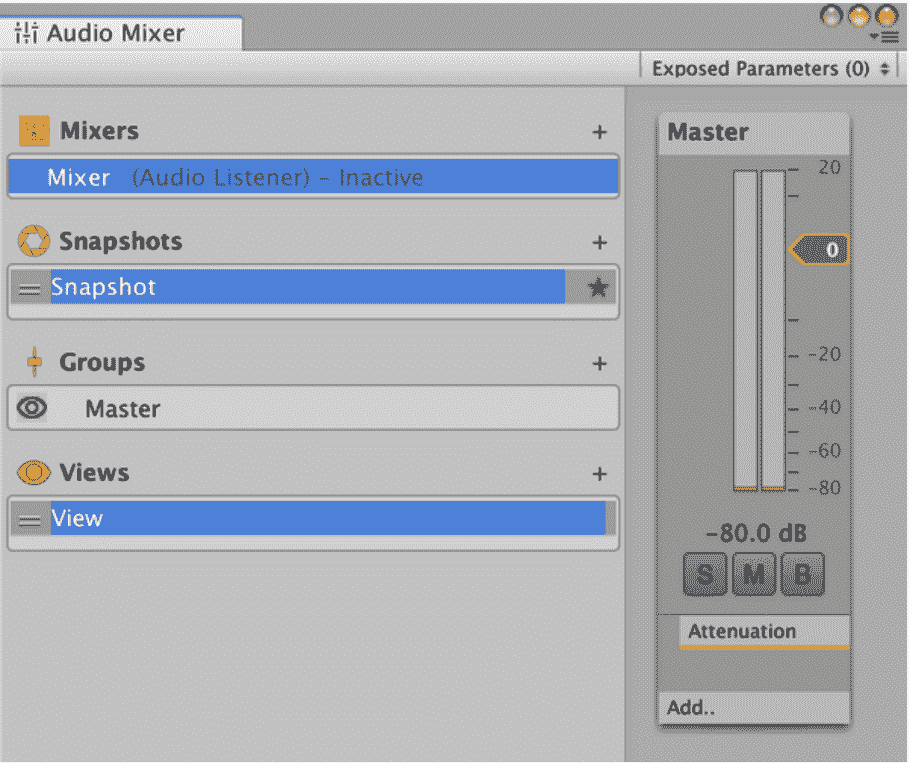 Audio Mixer
Exposed Parameters (0)
Mixers +
Mixer (Audio Listener) – Inactive
Snapshots +
Snapshot
Groups +
Master
Views +
View
Master
20
0
-20
-40
-60
-80
-80.0 dB
S M B
Attenuation
Add..